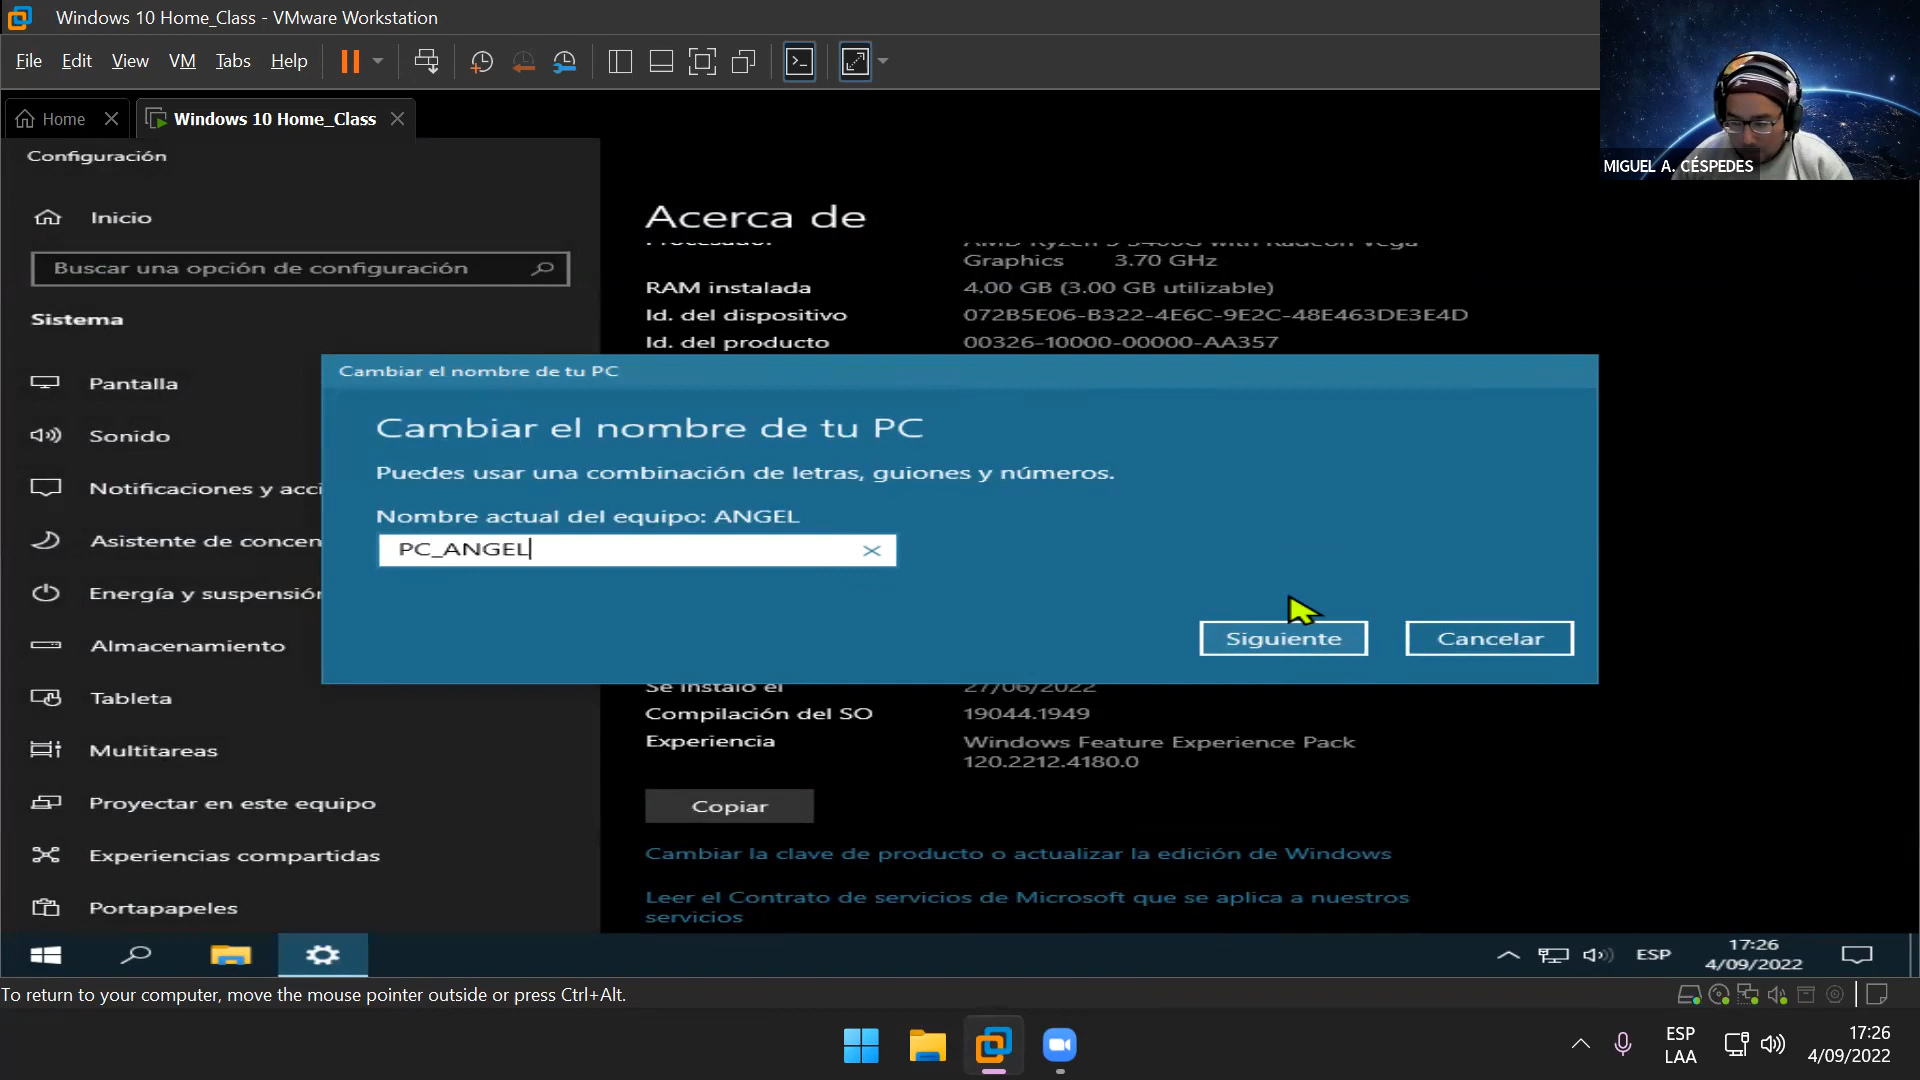 Windows 10 Home_Class - VMware Workstation
File Edit View VM Tabs Help
Home
Windows 10 Home_Class
MIGUEL A. CÉSPEDES
Configuración
Inicio
Buscar una opción de configuración
Sistema
Pantalla
Sonido
Notificaciones y acci
Asistente de concen
Energía y suspensión
Almacenamiento
Tableta
Multitareas
Proyectar en este equipo
Experiencias compartidas
Portapapeles
Acerca de
Graphics 3.70 GHz
RAM instalada 4.00 GB (3.00 GB utilizable)
Id. del dispositivo 072B5E06-B322-4E6C-9E2C-48E463DE3E4D
Id. del producto 00326-10000-00000-AA357
Cambiar el nombre de tu PC
Cambiar el nombre de tu PC
Puedes usar una combinación de letras, guiones y números.
Nombre actual del equipo: ANGEL
PC_ANGEL
Siguiente Cancelar
Se instaló el 27/06/2022
Compilación del SO 19044.1949
Experiencia Windows Feature Experience Pack
120.2212.4180.0
Copiar
Cambiar la clave de producto o actualizar la edición de Windows
Leer el Contrato de servicios de Microsoft que se aplica a nuestros
servicios
ESP
17:26
4/09/2022
To return to your computer, move the mouse pointer outside or press Ctrl+Alt.
ESP
LAA
17:26
4/09/2022